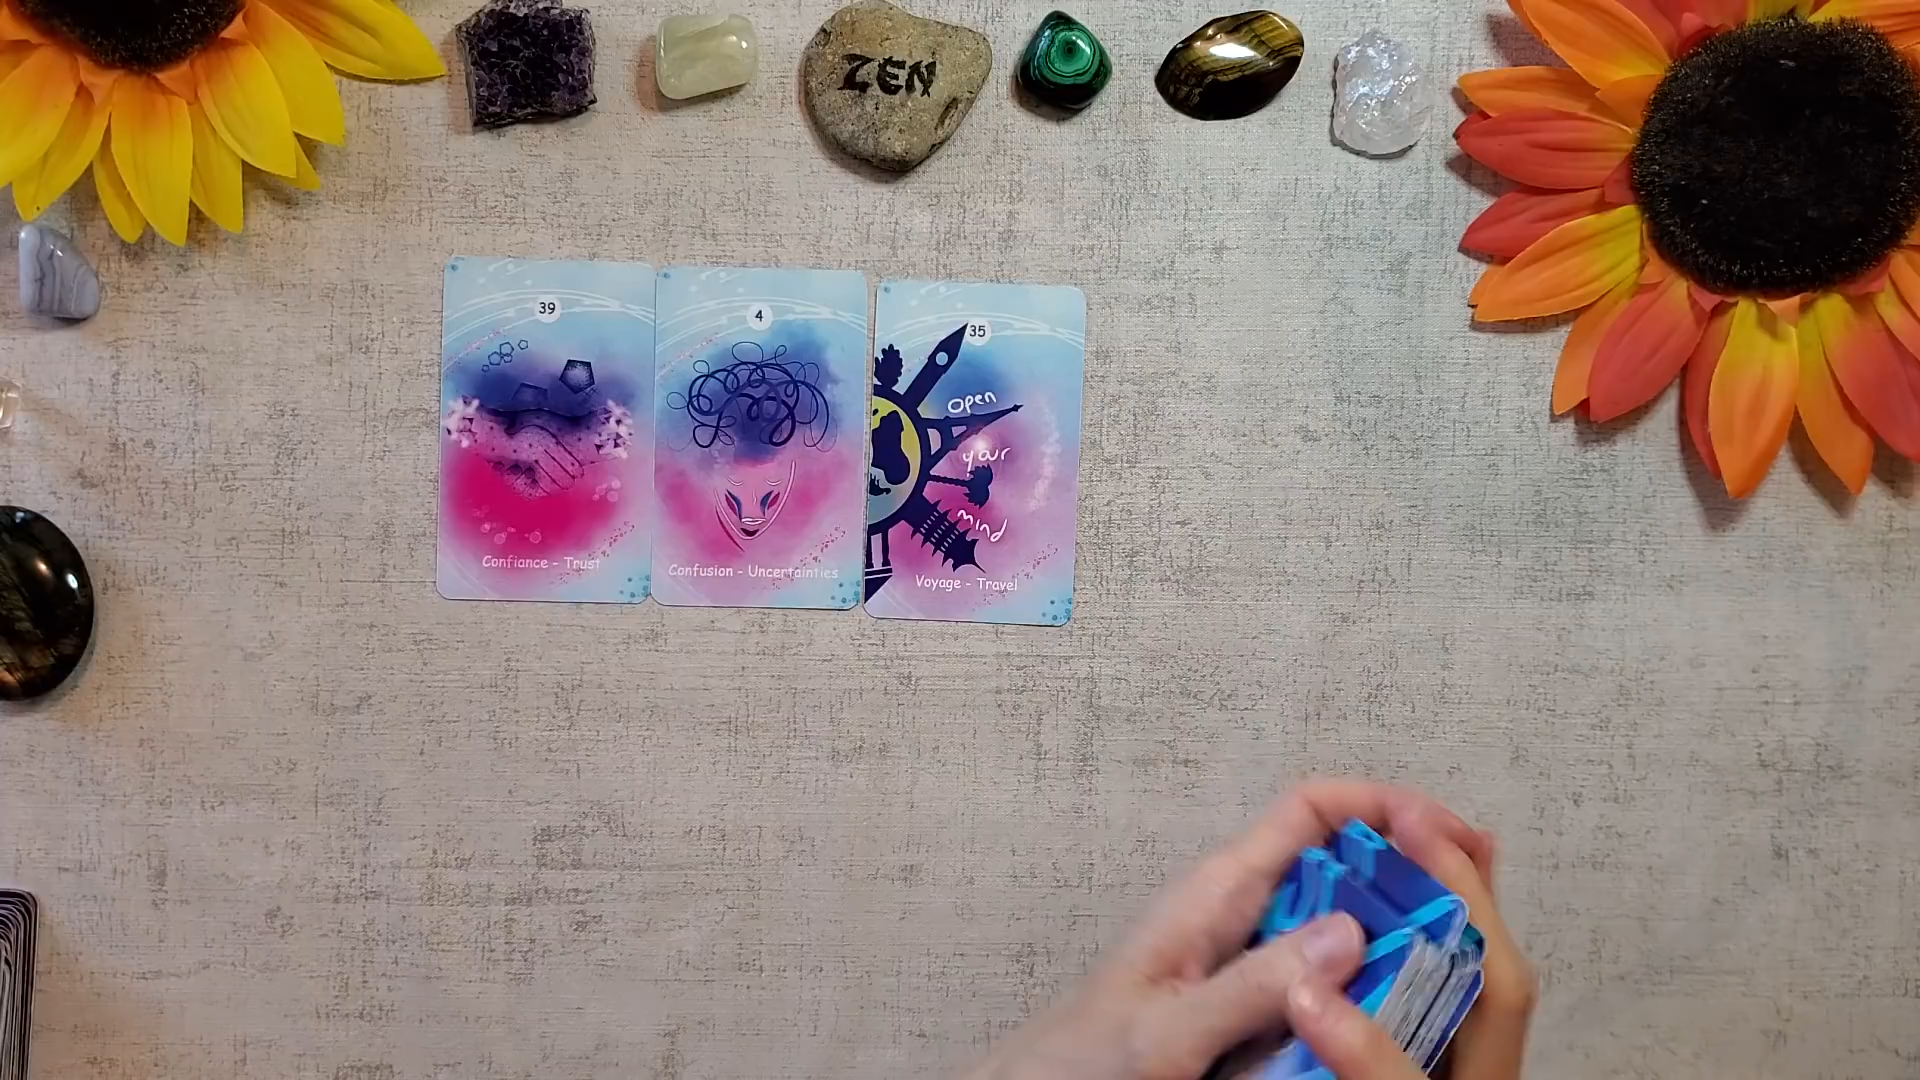 ZEN
39
Confiance - Trust
4
Confusion - Uncertainties
35
Open
your
mind
Voyage - Travel